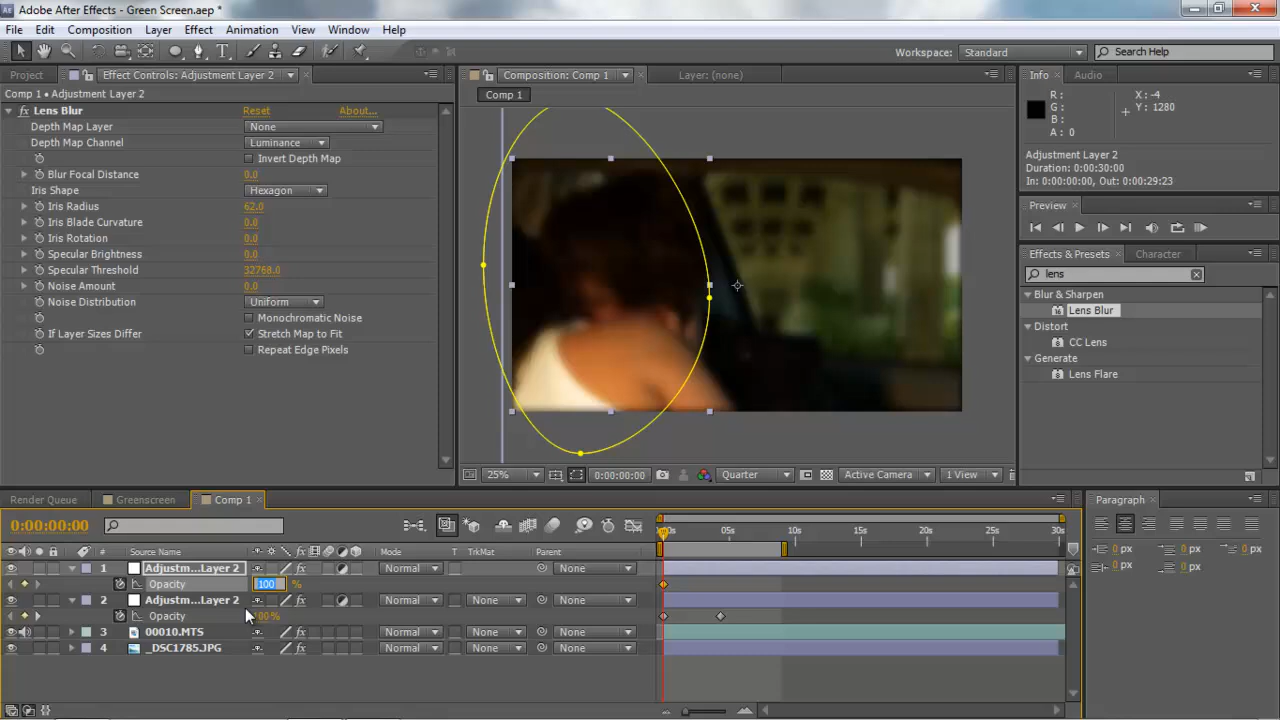 Adobe After Effects - Green Screen.aep *
File Edit Composition Layer Effect Animation View Window Help
Workspace: Standard Search Help
Project Effect Controls: Adjustment Layer 2 Composition: Comp 1 Layer: (none) Info Audio
Comp 1 • Adjustment Layer 2
Comp 1
fx Lens Blur Reset About...
Depth Map Layer None
Depth Map Channel Luminance
Invert Depth Map
Blur Focal Distance 0.0
Iris Shape Hexagon
Iris Radius 62.0
Iris Blade Curvature 0.0
Iris Rotation 0.0
Specular Brightness 0.0
Specular Threshold 32768.0
Noise Amount 0.0
Noise Distribution Uniform
Monochromatic Noise
If Layer Sizes Differ Stretch Map to Fit
Repeat Edge Pixels
R :
G :
B :
A : 0
X: -4
Y: 1280
Adjustment Layer 2
Duration: 0:00:30:00
In: 0:00:00:00, Out: 0:00:29:23
Preview
Effects & Presets Character
lens
Blur & Sharpen
Lens Blur
Distort
CC Lens
Generate
Lens Flare
25% 0:00:00:00 Quarter Active Camera 1 View
Render Queue Greenscreen Comp 1 Paragraph
0:00:00:00
05s 10s 15s 20s 25s 30s
# Source Name fx Mode T TrkMat Parent
1 Adjustm...Layer 2 fx Normal None
Opacity 100 %
2 Adjustm...Layer 2 fx Normal None None
Opacity 100%
3 00010.MTS fx Normal None None
4 _DSC1785.JPG fx Normal None None
0 px 0 px
0 px 0 px
0 px